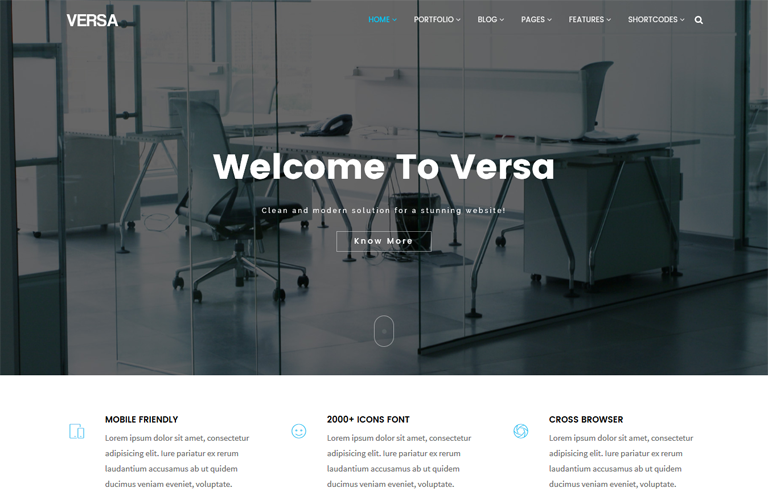 VERSA
HOME PORTFOLIO BLOG PAGES FEATURES SHORTCODES
Welcome To Versa
Clean and modern solution for a stunning website!
Know More
MOBILE FRIENDLY
Lorem ipsum dolor sit amet, consectetur
adipisicing elit. Iure pariatur ex rerum
laudantium accusamus ab ut quidem
ducimus veniam eveniet, voluptate.
2000+ ICONS FONT
Lorem ipsum dolor sit amet, consectetur
adipisicing elit. Iure pariatur ex rerum
laudantium accusamus ab ut quidem
ducimus veniam eveniet, voluptate.
CROSS BROWSER
Lorem ipsum dolor sit amet, consectetur
adipisicing elit. Iure pariatur ex rerum
laudantium accusamus ab ut quidem
ducimus veniam eveniet, voluptate.